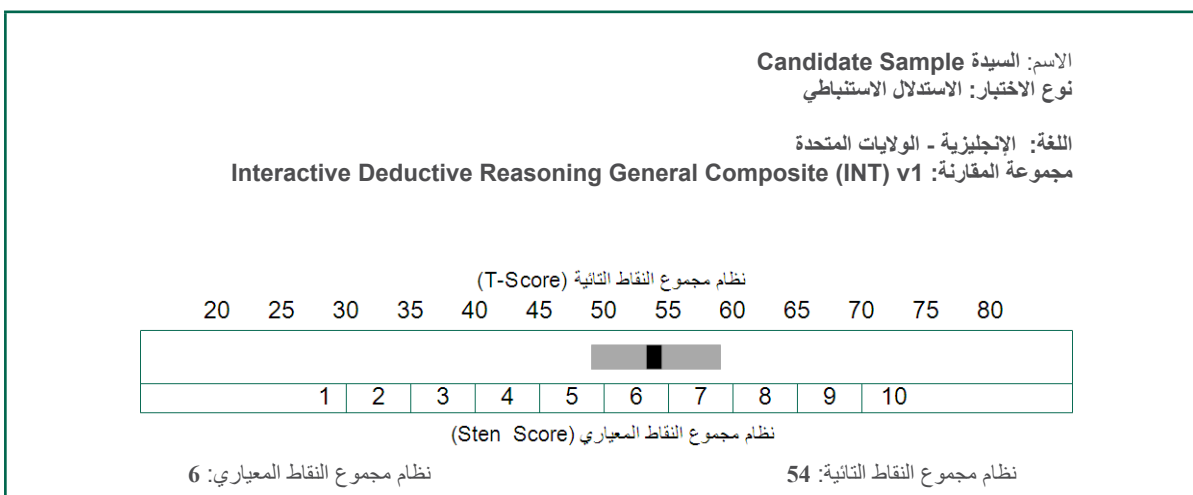 الاسم: السيدة Candidate Sample
نوع الاختبار: الاستدلال الاستنباطي
اللغة: الإنجليزية - الولايات المتحدة
مجموعة المقارنة: Interactive Deductive Reasoning General Composite (INT) v1
نظام مجموع النقاط التائية (T-Score)
20 25 30 35 40 45 50 55 60 65 70 75 80
1 2 3 4 5 6 7 8 9 10
نظام مجموع النقاط المعياري (Sten Score)
نظام مجموع النقاط التائية: 54
نظام مجموع النقاط المعياري: 6